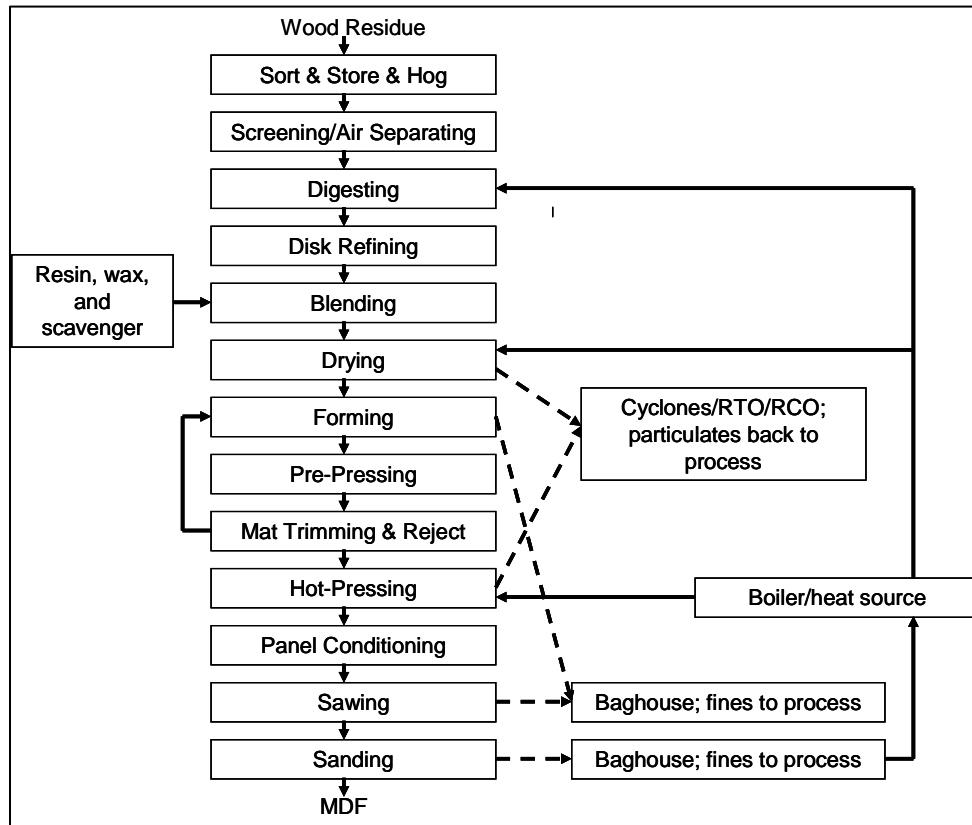 Wood Residue
Sort & Store & Hog
Screening/Air Separating
Digesting
Disk Refining
Resin, wax,
and
scavenger
Blending
Drying
Forming
Cyclones/RTO/RCO;
particulates back to
process
Pre-Pressing
Mat Trimming & Reject
Hot-Pressing
Boiler/heat source
Panel Conditioning
Sawing
Baghouse; fines to process
Sanding
Baghouse; fines to process
MDF